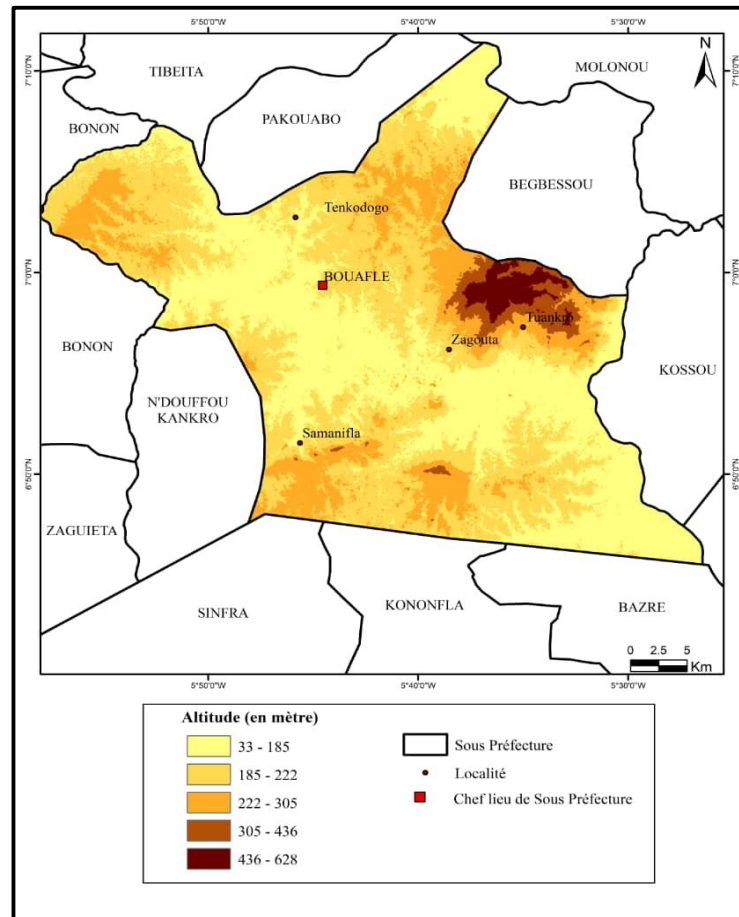 5°50'0"W 5°40'0"W 5°30'0"W
7°10'0"N
7°10'0"N
N
TIBEITA
MOLONOU
PAKOUABO
BONON
BEGBESSOU
Tenkodogo
7°0'0"N
7°0'0"N
BOUAFLE
Tuankro
Zagouta
BONON
KOSSOU
N'DOUFFOU
KANKRO
Samanifla
6°50'0"N
6°50'0"N
ZAGUIETA
SINFRA
KONONFLA
BAZRE
0 2.5 5
Km
5°50'0"W 5°40'0"W 5°30'0"W
Altitude (en mètre)
33 - 185
185 - 222
222 - 305
305 - 436
436 - 628
Sous Préfecture
Localité
Chef lieu de Sous Préfecture